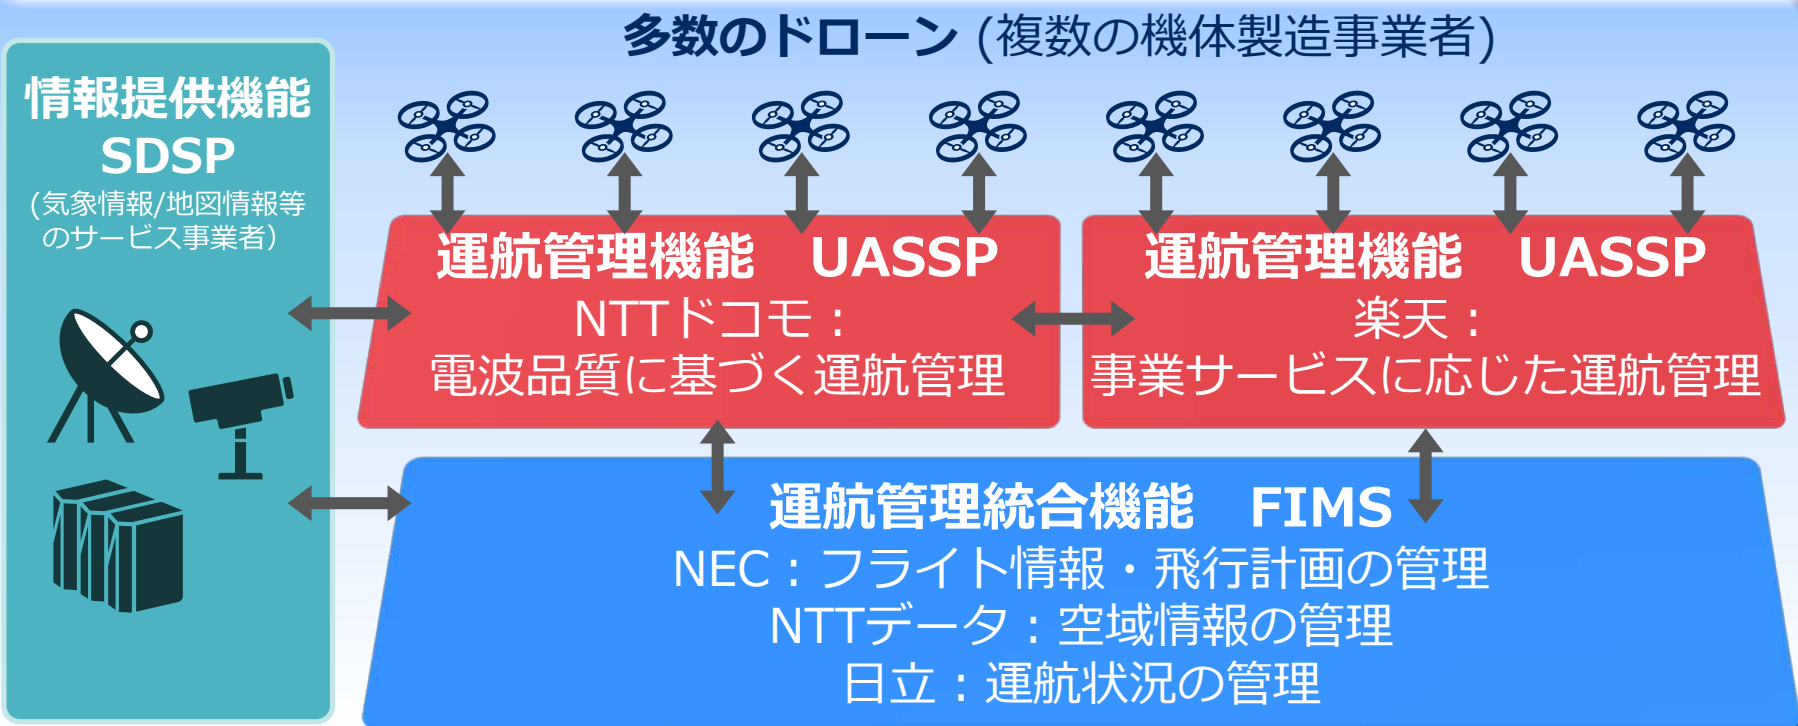 多数のドローン (複数の機体製造事業者)
情報提供機能
SDSP
(気象情報/地図情報等
のサービス事業者）
運航管理機能　UASSP
NTTドコモ：
電波品質に基づく運航管理
運航管理機能　UASSP
楽天：
事業サービスに応じた運航管理
運航管理統合機能　FIMS
NEC：フライト情報・飛行計画の管理
NTTデータ：空域情報の管理
日立：運航状況の管理